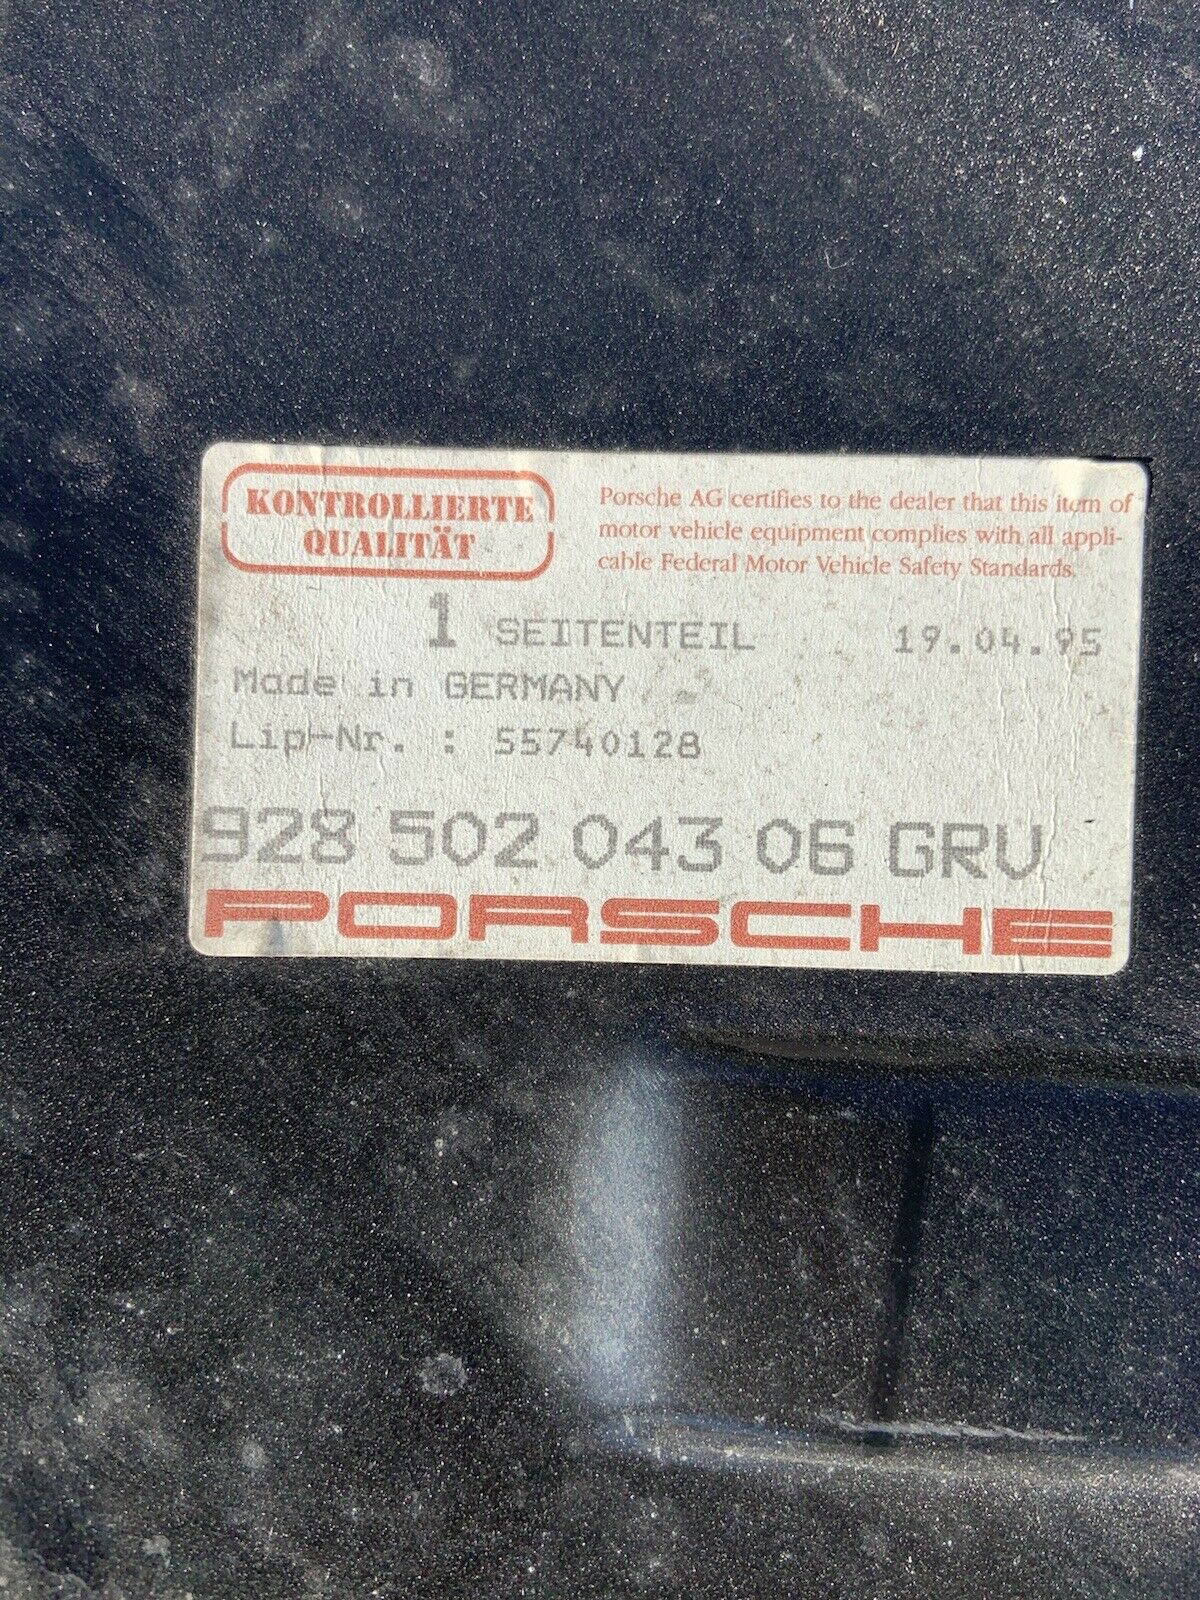 KONTROLLIERTE
QUALITÄT
Porsche AG certifies to the dealer that this item of
motor vehicle equipment complies with all appli-
cable Federal Motor Vehicle Safety Standards.
1 SEITENTEIL 19.04.95
Made in GERMANY
Lip-Nr. : 55740128
928 502 043 06 GRV
PORSCHE